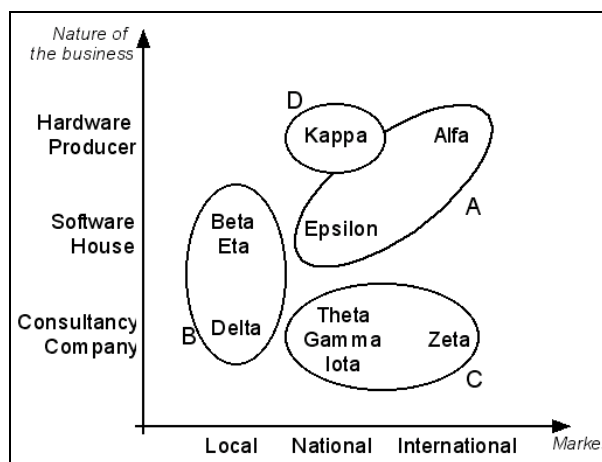 Nature of
the business
D
Hardware
Producer
Kappa
Alfa
A
Software
House
Beta
Eta
Epsilon
Consultancy
Company
B
Delta
Theta
Gamma
Iota
Zeta
C
Local
National
International
Marke